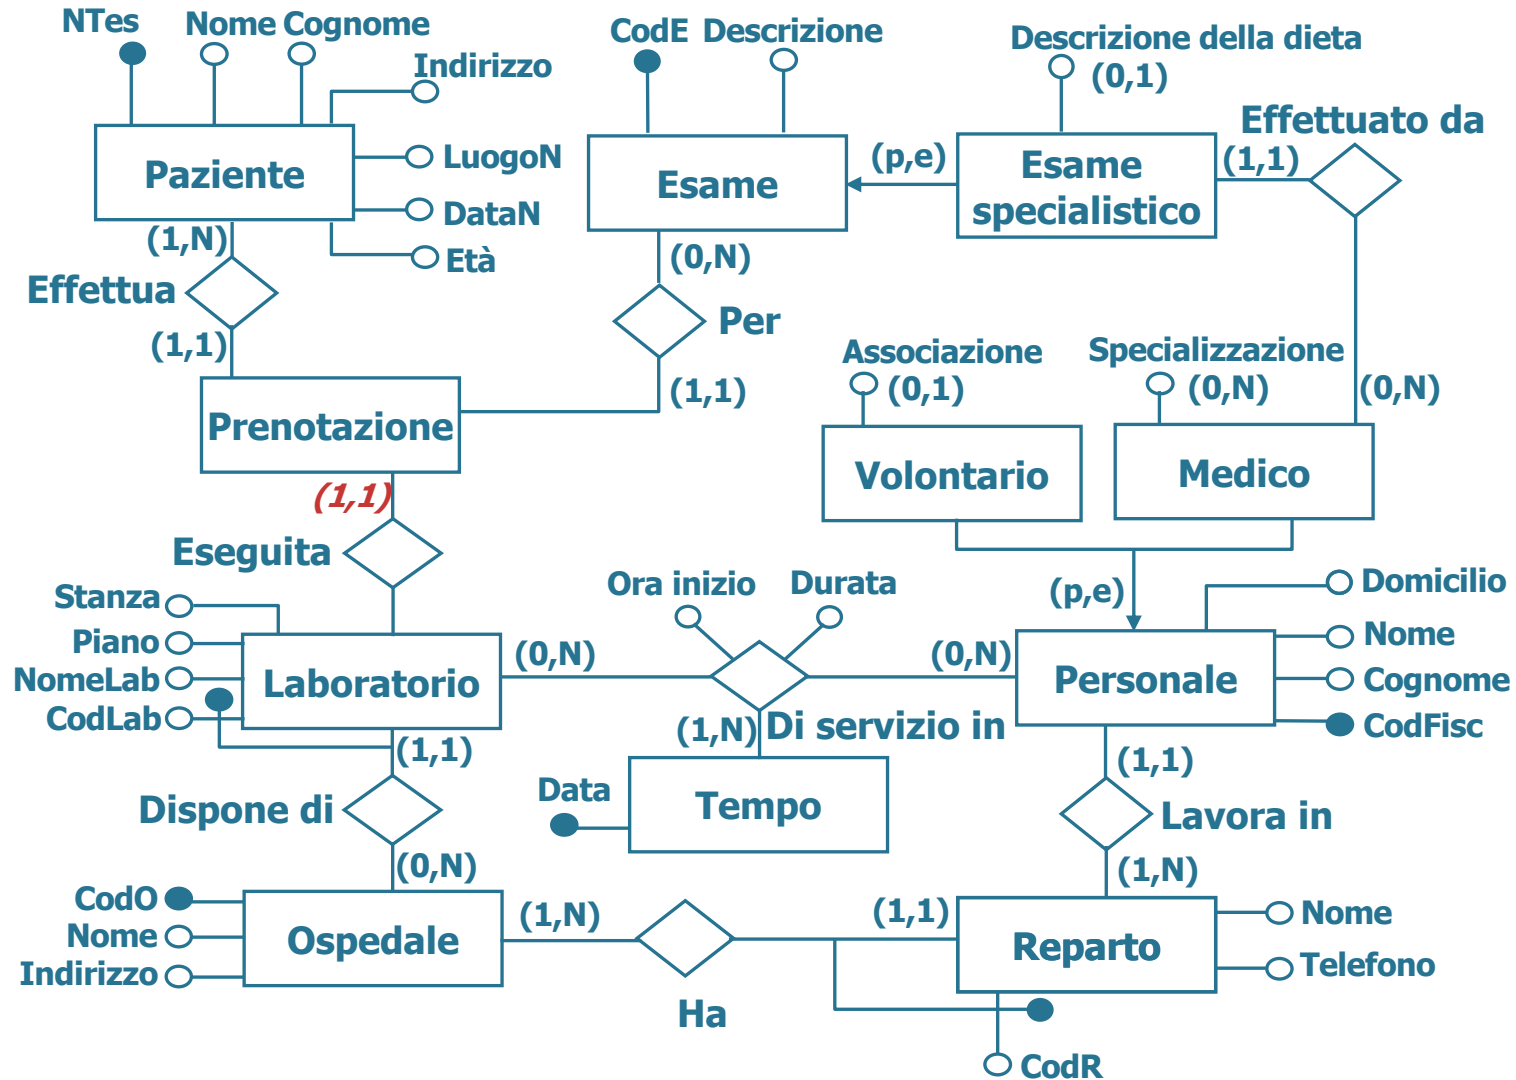 NTes
Nome Cognome
Indirizzo
LuogoN
DataN
Età
Paziente
(1,N)
Effettua
(1,1)
Prenotazione
(1,1)
Eseguita
CodE
Descrizione
Esame
(0,N)
Per
(1,1)
(p,e)
Descrizione della dieta
(0,1)
Esame
specialistico
Effettuato da
(1,1)
(0,N)
Associazione
(0,1)
Volontario
Specializzazione
(0,N)
Medico
(p,e)
Domicilio
Nome
Cognome
CodFisc
Personale
Stanza
Piano
NomeLab
CodLab
Laboratorio
(0,N)
Ora inizio
Durata
(0,N)
Di servizio in
(1,N)
Data
Tempo
(1,1)
Dispone di
(0,N)
(1,1)
Lavora in
(1,N)
CodO
Nome
Indirizzo
Ospedale
(1,N)
Ha
(1,1)
Reparto
Nome
Telefono
CodR